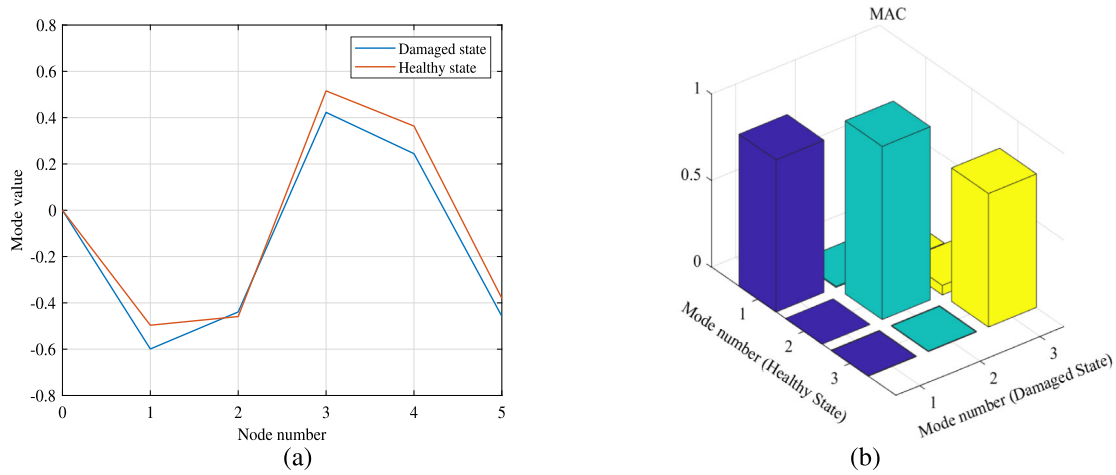 0.8
0.6
0.4
0.2
0
-0.2
-0.4
-0.6
-0.8
Mode value
0 1 2 3 4 5
Node number
Damaged state
Healthy state
(a)
MAC
1
0.5
0
1
2
3
Mode number (Healthy State)
1
2
3
Mode number (Damaged State)
(b)